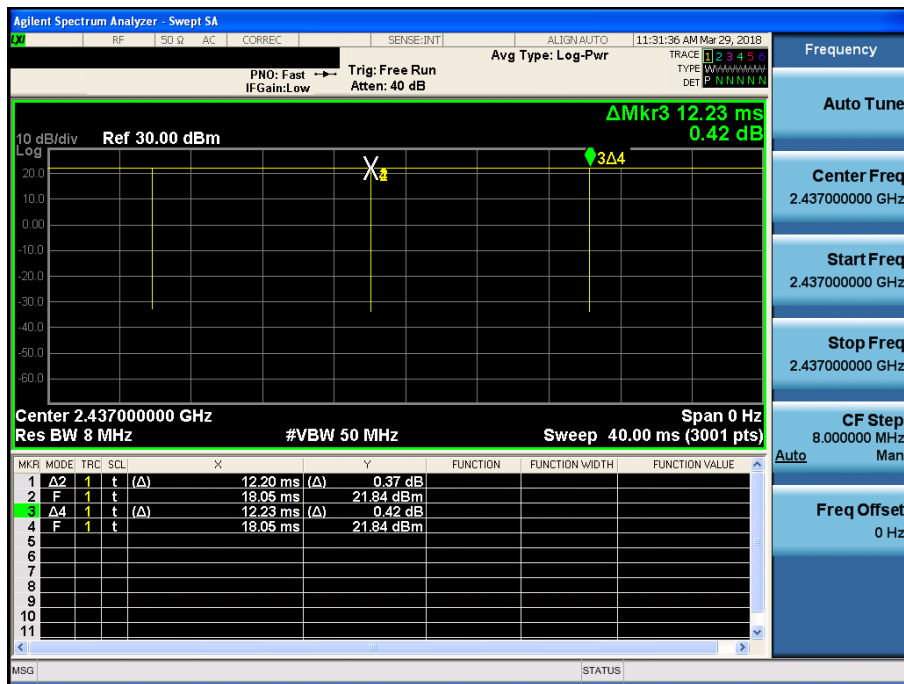 Agilent Spectrum Analyzer - Swept SA
LXI RF 50 Ω AC CORREC SENSE:INT ALIGNAUTO 11:31:36 AM Mar 29, 2018
PNO: Fast
IFGain:Low
Trig: Free Run
Atten: 40 dB
Avg Type: Log-Pwr
TRACE 1 2 3 4 5 6
TYPE WWWWWWW
DET P N N N N N
ΔMkr3 12.23 ms
0.42 dB
10 dB/div Ref 30.00 dBm
Log
20.0
10.0
0.00
-10.0
-20.0
-30.0
-40.0
-50.0
-60.0
3Δ4
Center 2.437000000 GHz Span 0 Hz
Res BW 8 MHz #VBW 50 MHz Sweep 40.00 ms (3001 pts)
MKR MODE TRC SCL X Y FUNCTION FUNCTION WIDTH FUNCTION VALUE
1 Δ2 1 t (Δ) 12.20 ms (Δ) 0.37 dB
2 F 1 t 18.05 ms 21.84 dBm
3 Δ4 1 t (Δ) 12.23 ms (Δ) 0.42 dB
4 F 1 t 18.05 ms 21.84 dBm
5
6
7
8
9
10
11
MSG STATUS
Frequency
Auto Tune
Center Freq
2.437000000 GHz
Start Freq
2.437000000 GHz
Stop Freq
2.437000000 GHz
CF Step
8.000000 MHz
Auto Man
Freq Offset
0 Hz